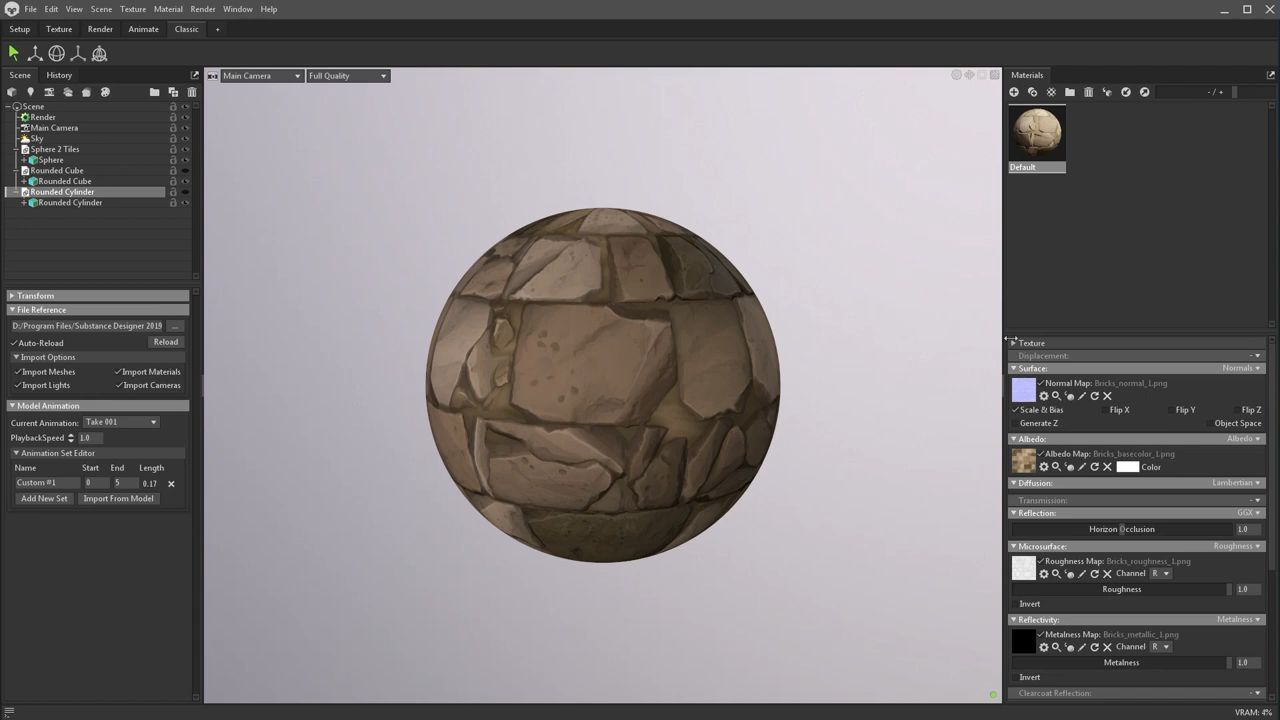 File Edit View Scene Texture Material Render Window Help
Setup Texture Render Animate Classic +
Scene History
Main Camera Full Quality
Materials
- / +
Scene
Render
Main Camera
Sky
Sphere 2 Tiles
Sphere
Rounded Cube
Rounded Cube
Rounded Cylinder
Rounded Cylinder
Default
Transform
File Reference
D:/Program Files/Substance Designer 2019 ...
Auto-Reload Reload
Import Options
Import Meshes Import Materials
Import Lights Import Cameras
Model Animation
Current Animation: Take 001
PlaybackSpeed 1.0
Animation Set Editor
Name Start End Length
Custom #1 0 5 0.17
Add New Set Import From Model
Texture
Displacement: -
Surface: Normals
Normal Map: Bricks_normal_1.png
Scale & Bias Flip X Flip Y Flip Z
Generate Z Object Space
Albedo: Albedo
Albedo Map: Bricks_basecolor_1.png
Color
Diffusion: Lambertian
Transmission: -
Reflection: GGX
Horizon Occlusion 1.0
Microsurface: Roughness
Roughness Map: Bricks_roughness_1.png
Channel R
Roughness 1.0
Invert
Reflectivity: Metalness
Metalness Map: Bricks_metallic_1.png
Channel R
Metalness 1.0
Invert
Clearcoat Reflection: -
VRAM: 4%